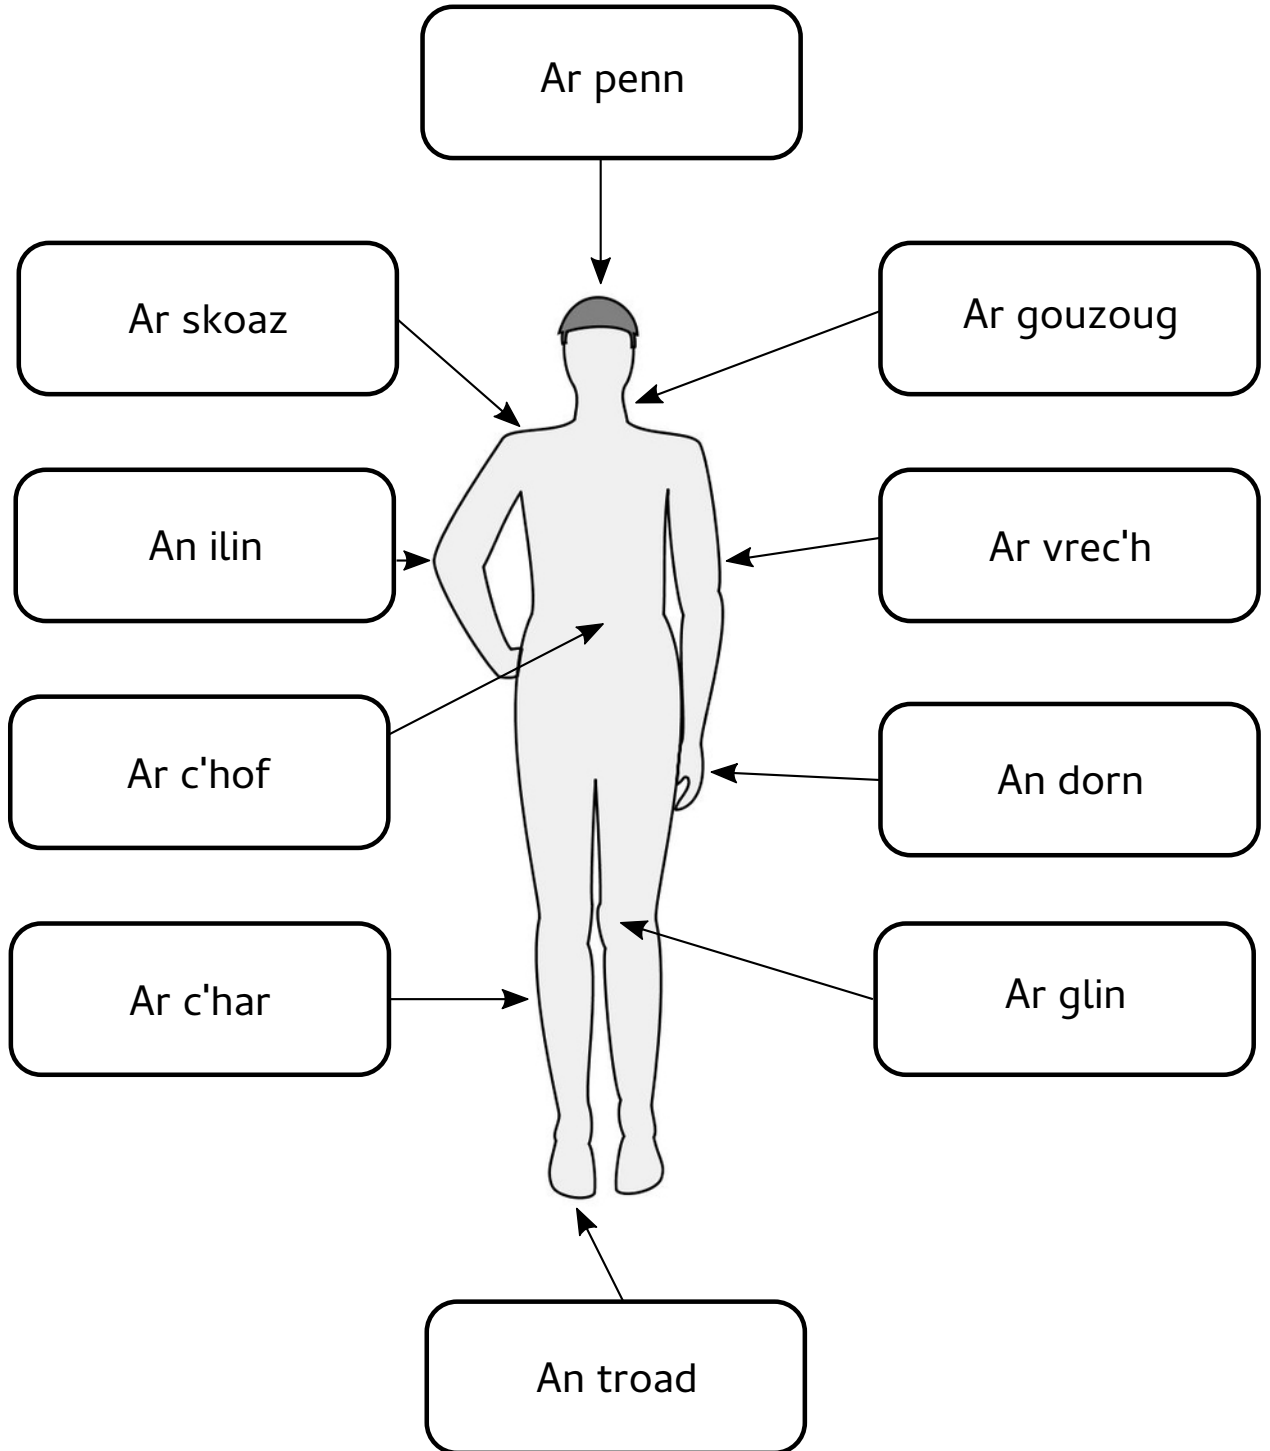 Ar penn
Ar skoaz
Ar gouzoug
An ilin
Ar vrec'h
Ar c'hof
An dorn
Ar c'har
Ar glin
An troad